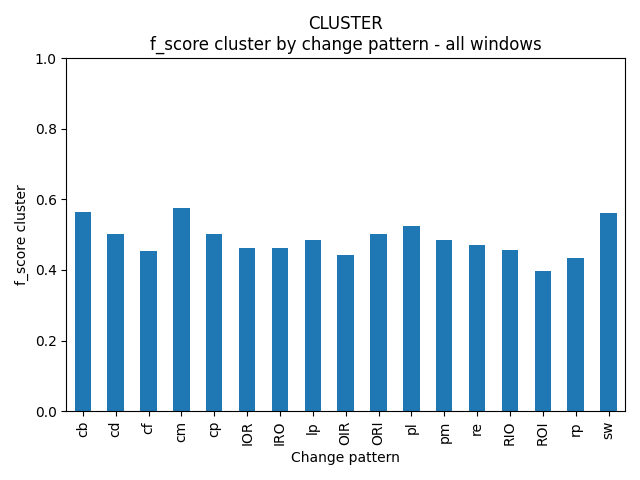 CLUSTER
f_score cluster by change pattern - all windows
1.0
0.8
0.6
0.4
0.2
0.0
f_score cluster
cb cd cf cm cp IOR IRO lp OIR ORI pl pm re RIO ROI rp sw
Change pattern